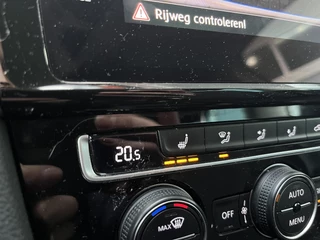 Rijweg controleren!
20.5
AUTO
MAX
OFF
MENU